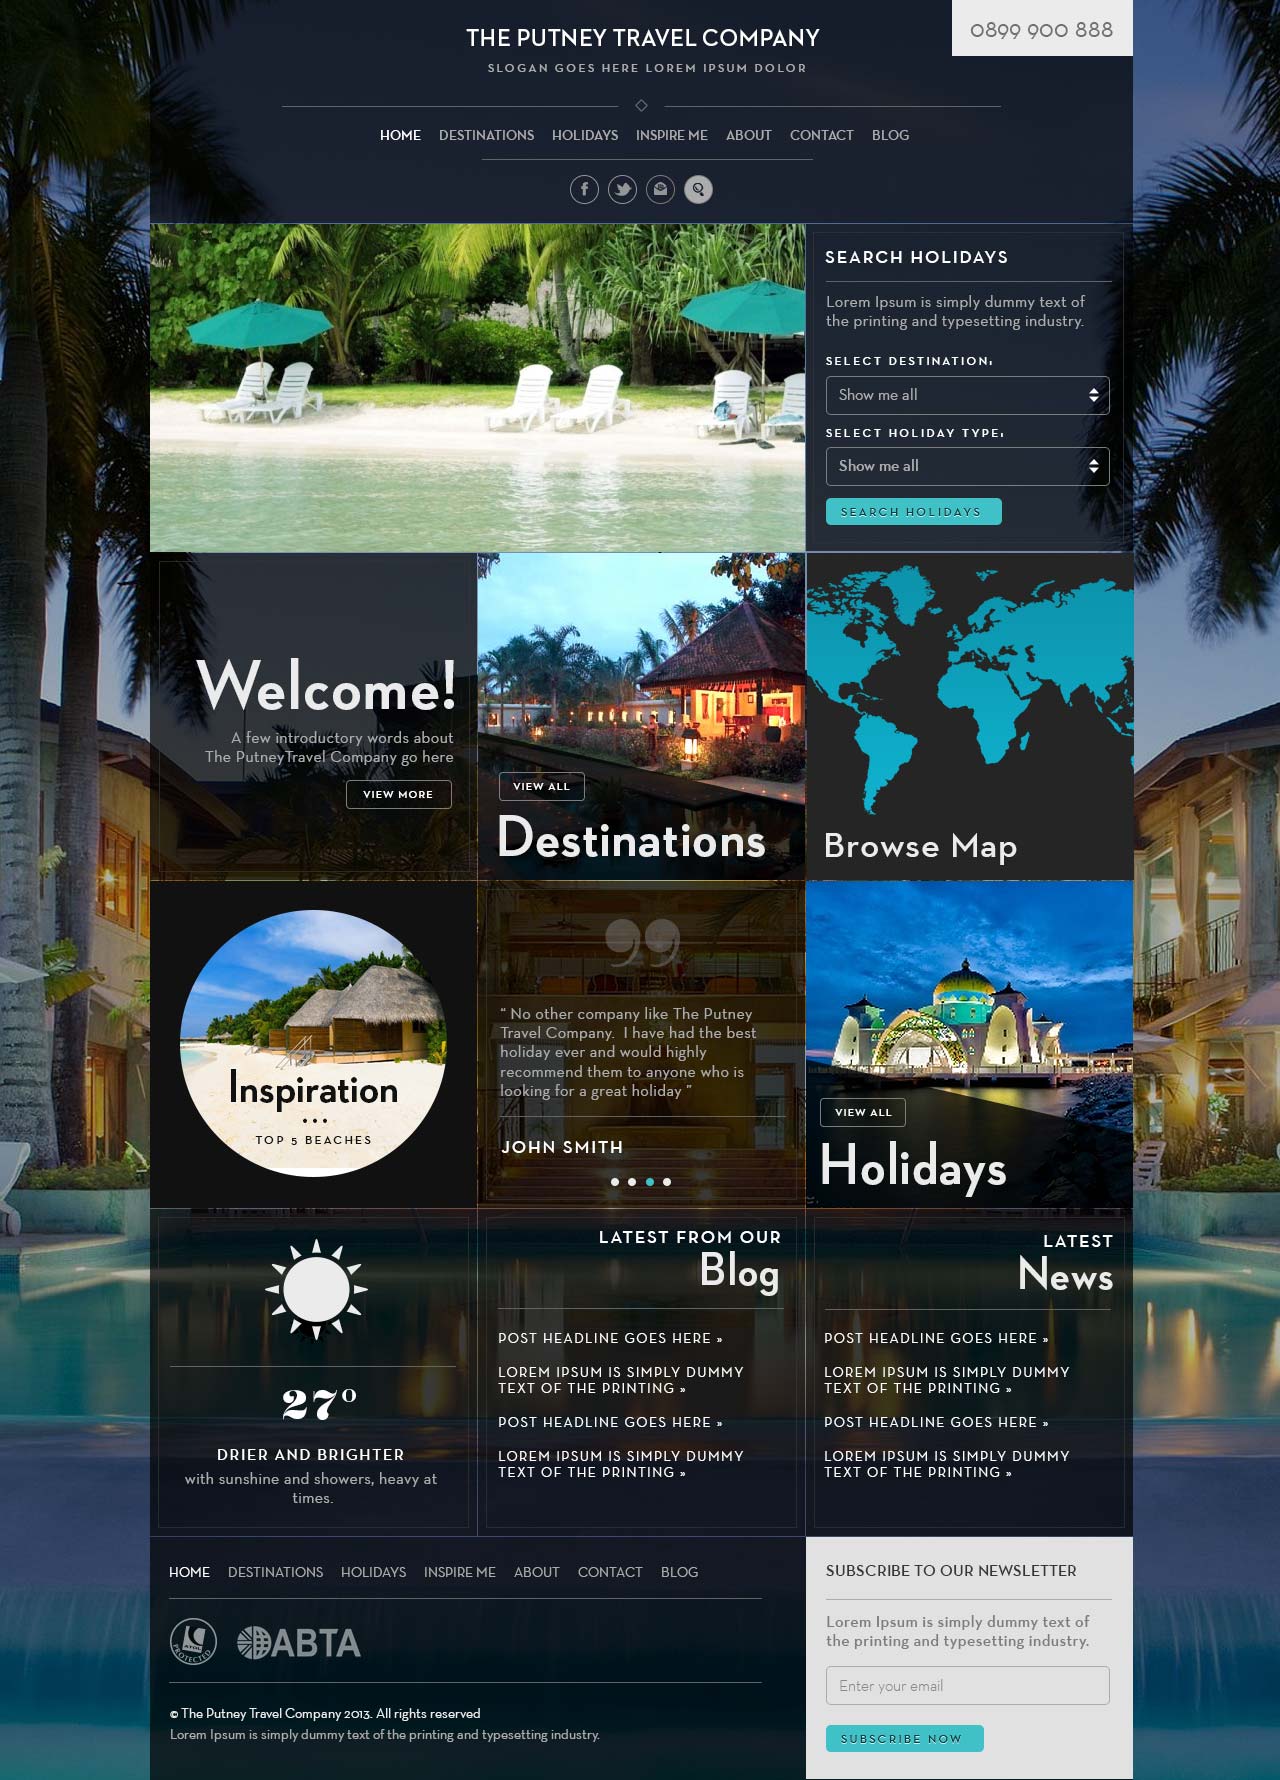 THE PUTNEY TRAVEL COMPANY
0899 900 888
SLOGAN GOES HERE LOREM IPSUM DOLOR
HOME DESTINATIONS HOLIDAYS INSPIRE ME ABOUT CONTACT BLOG
SEARCH HOLIDAYS
Lorem Ipsum is simply dummy text of
the printing and typesetting industry.
SELECT DESTINATION:
Show me all
SELECT HOLIDAY TYPE:
Show me all
SEARCH HOLIDAYS
Welcome!
A few introductory words about
The PutneyTravel Company go here
VIEW MORE
VIEW ALL
Destinations
Browse Map
Inspiration
TOP 5 BEACHES
“ No other company like The Putney
Travel Company. I have had the best
holiday ever and would highly
recommend them to anyone who is
looking for a great holiday ”
JOHN SMITH
VIEW ALL
Holidays
27°
DRIER AND BRIGHTER
with sunshine and showers, heavy at
times.
LATEST FROM OUR
Blog
POST HEADLINE GOES HERE »
LOREM IPSUM IS SIMPLY DUMMY
TEXT OF THE PRINTING »
POST HEADLINE GOES HERE »
LOREM IPSUM IS SIMPLY DUMMY
TEXT OF THE PRINTING »
LATEST
News
POST HEADLINE GOES HERE »
LOREM IPSUM IS SIMPLY DUMMY
TEXT OF THE PRINTING »
POST HEADLINE GOES HERE »
LOREM IPSUM IS SIMPLY DUMMY
TEXT OF THE PRINTING »
HOME DESTINATIONS HOLIDAYS INSPIRE ME ABOUT CONTACT BLOG
ATOL
PROTECTED
ABTA
© The Putney Travel Company 2013. All rights reserved
Lorem Ipsum is simply dummy text of the printing and typesetting industry.
SUBSCRIBE TO OUR NEWSLETTER
Lorem Ipsum is simply dummy text of
the printing and typesetting industry.
Enter your email
SUBSCRIBE NOW